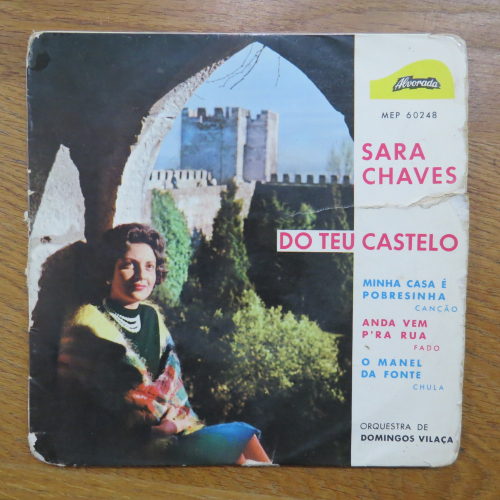 Alvorada
MEP 60248
SARA
CHAVES
DO TEU CASTELO
MINHA CASA É
POBRESINHA
CANÇÃO
ANDA VEM
P'RA RUA
FADO
O MANEL
DA FONTE
CHULA
ORQUESTRA DE
DOMINGOS VILAÇA